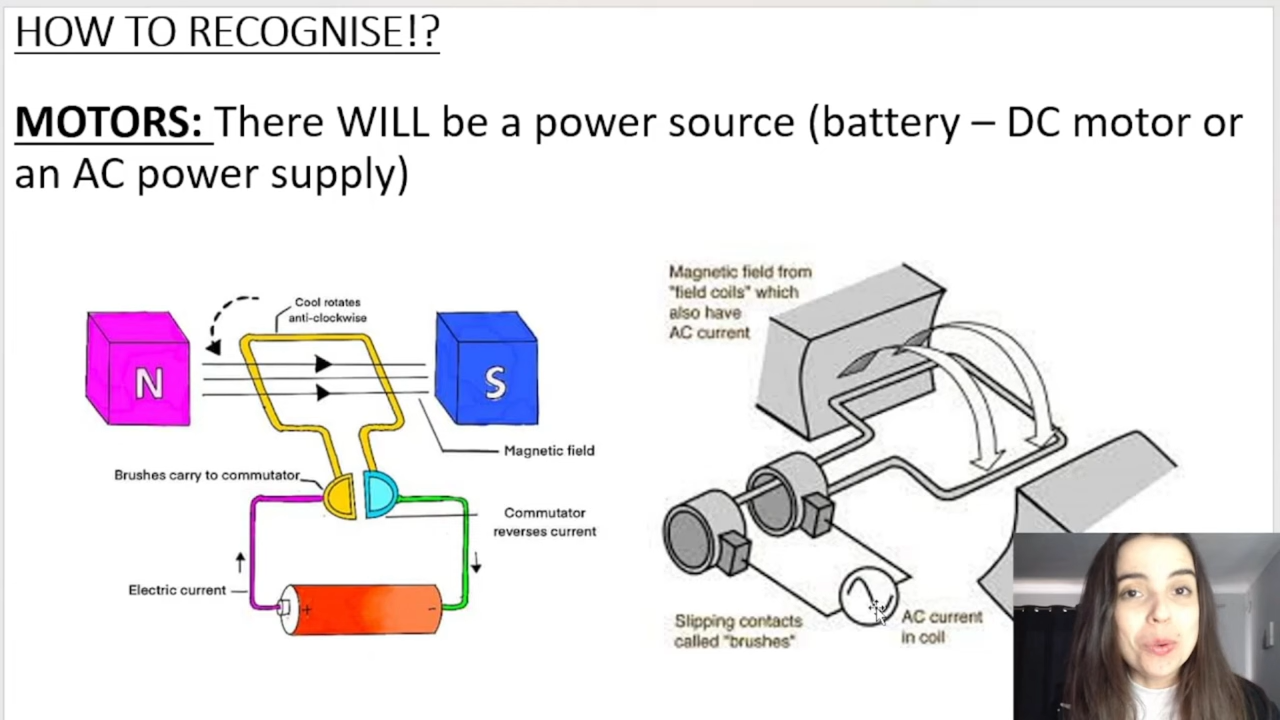 HOW TO RECOGNISE!?
MOTORS: There WILL be a power source (battery – DC motor or
an AC power supply)
Cool rotates
anti-clockwise
N
S
Magnetic field
Brushes carry to commutator
Commutator
reverses current
Electric current
+
-
Magnetic field from
"field coils" which
also have
AC current
Slipping contacts
called "brushes"
AC current
in coil